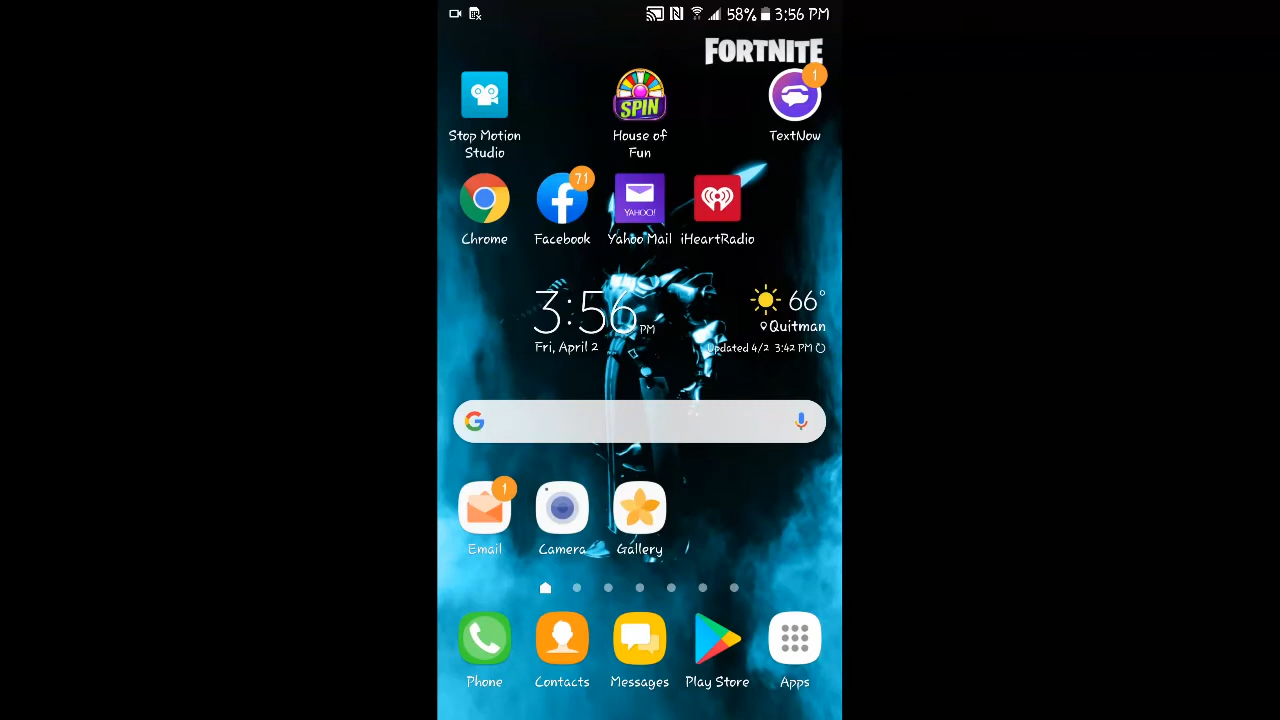 58% 3:56 PM
FORTNITE
1
SPIN
Stop Motion Studio
House of Fun
TextNow
71
YAHOO!
Chrome
Facebook
Yahoo Mail
iHeartRadio
3:56 PM
66°
Quitman
Fri, April 2
Updated 4/2 3:42 PM
G
1
Email
Camera
Gallery
Phone
Contacts
Messages
Play Store
Apps